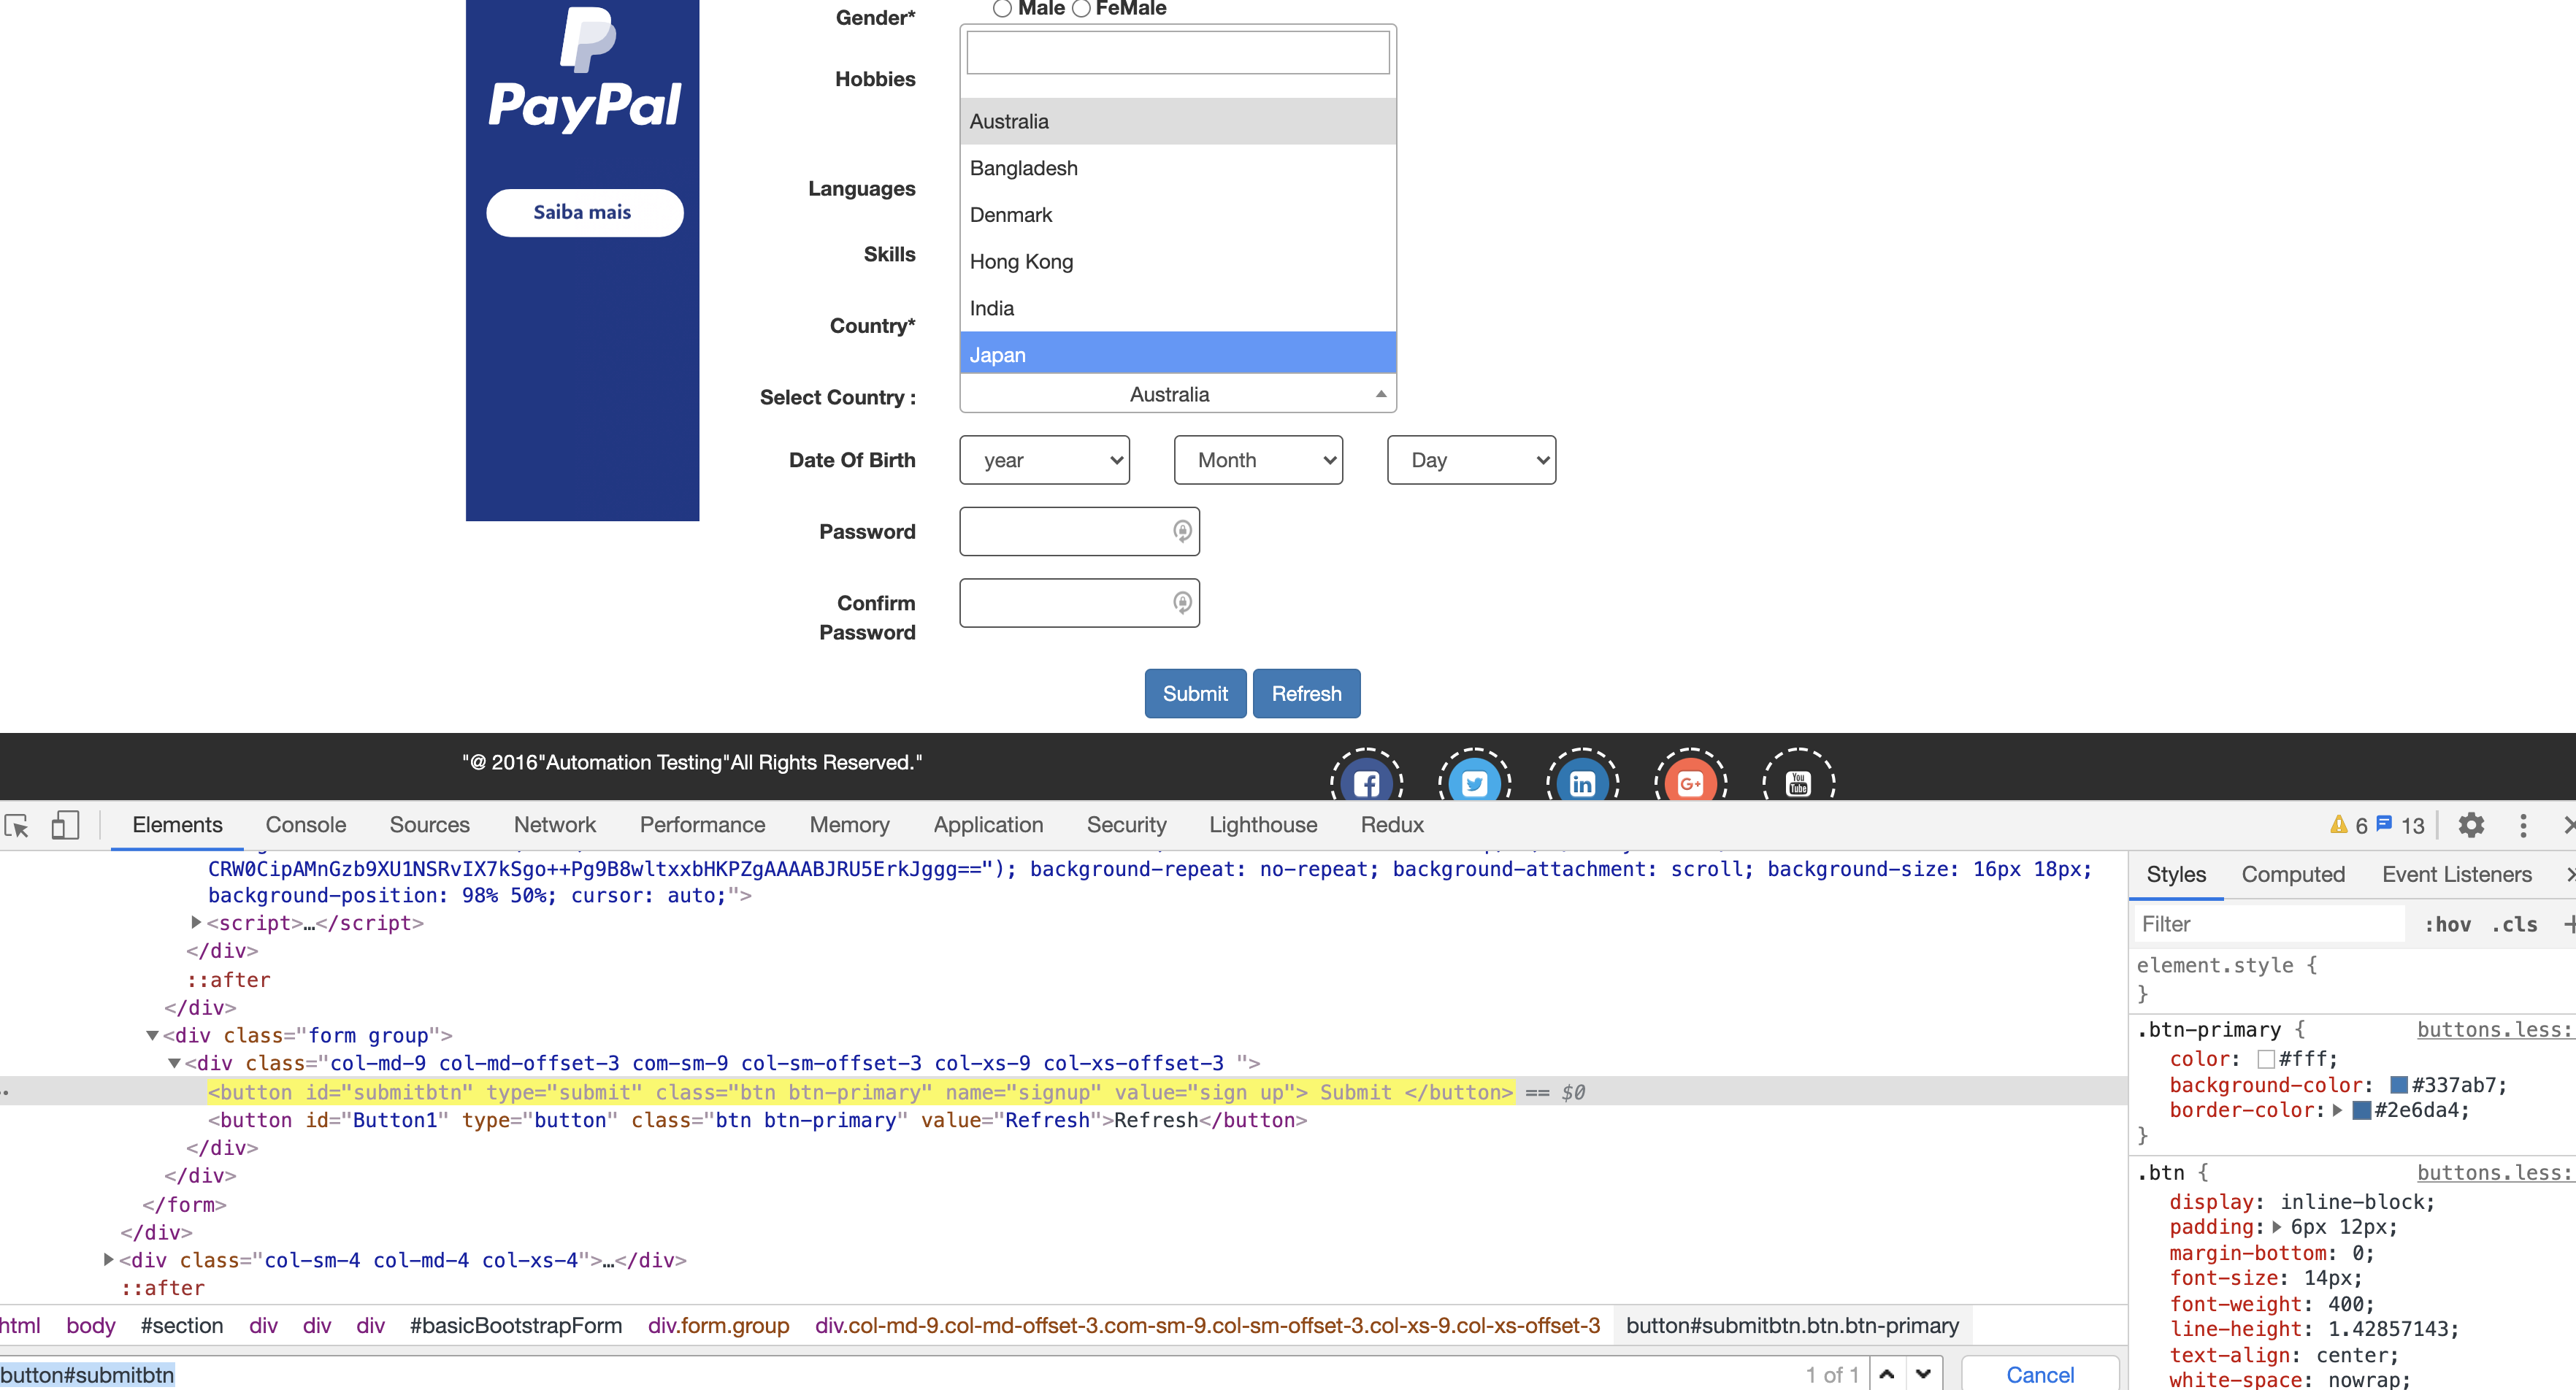 Gender* Male FeMale
PayPal
Hobbies
Australia
Bangladesh
Languages
Saiba mais
Denmark
Skills
Hong Kong
India
Country*
Japan
Select Country : Australia
Date Of Birth year Month Day
Password
Confirm
Password
Submit Refresh
"@ 2016"Automation Testing"All Rights Reserved."
You
Tube
Elements Console Sources Network Performance Memory Application Security Lighthouse Redux 6 13
CRW0CipAMnGzb9XU1NSRvIX7kSgo++Pg9B8wltxxbHKPZgAAAABJRU5ErkJggg=="); background-repeat: no-repeat; background-attachment: scroll; background-size: 16px 18px;
background-position: 98% 50%; cursor: auto;">
<script>…</script>
</div>
::after
</div>
<div class="form group">
<div class="col-md-9 col-md-offset-3 com-sm-9 col-sm-offset-3 col-xs-9 col-xs-offset-3 ">
<button id="submitbtn" type="submit" class="btn btn-primary" name="signup" value="sign up"> Submit </button> == $0
<button id="Button1" type="button" class="btn btn-primary" value="Refresh">Refresh</button>
</div>
</div>
</form>
</div>
<div class="col-sm-4 col-md-4 col-xs-4">…</div>
::after
html body #section div div div #basicBootstrapForm div.form.group div.col-md-9.col-md-offset-3.com-sm-9.col-sm-offset-3.col-xs-9.col-xs-offset-3 button#submitbtn.btn.btn-primary
button#submitbtn 1 of 1 Cancel
Styles Computed Event Listeners
Filter :hov .cls +
element.style {
}
.btn-primary { buttons.less:
color: #fff;
background-color: #337ab7;
border-color: #2e6da4;
}
.btn { buttons.less:
display: inline-block;
padding: 6px 12px;
margin-bottom: 0;
font-size: 14px;
font-weight: 400;
line-height: 1.42857143;
text-align: center;
white-space: nowrap;